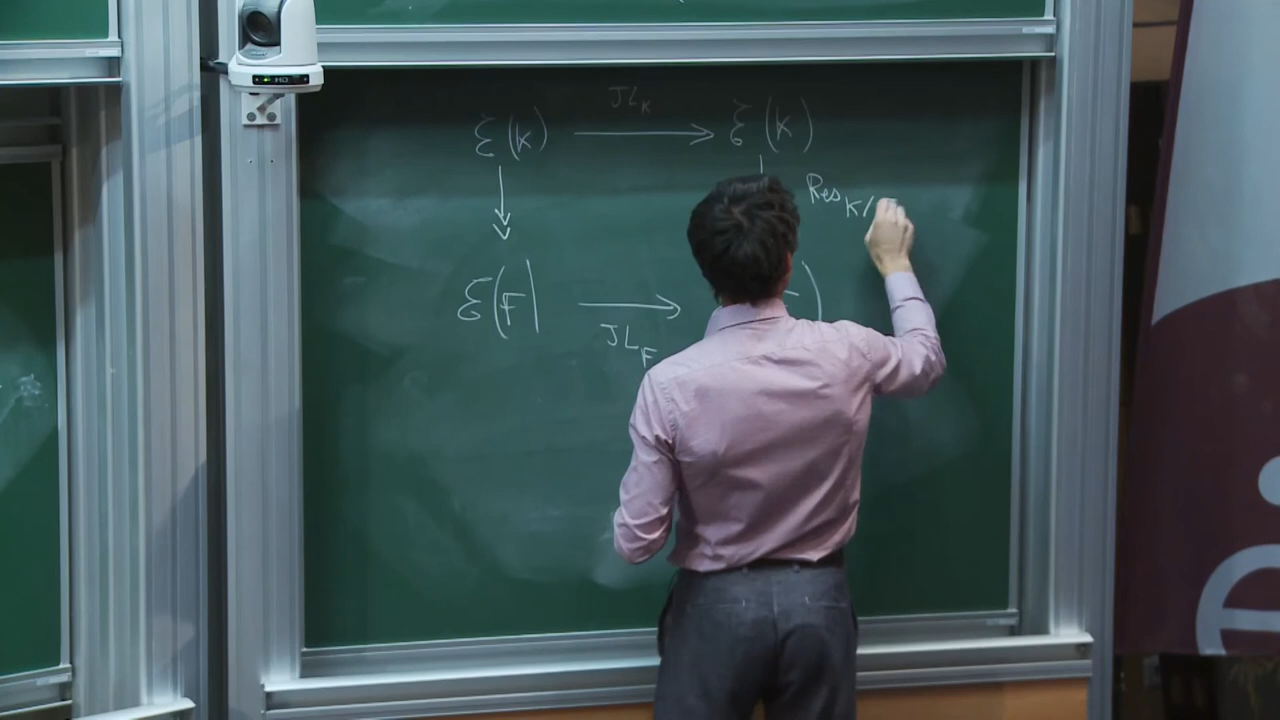 JL_K
ℰ(K) ⟶ ℰ(K)
Res_K/
ℰ(F) ⟶ )
JL_F